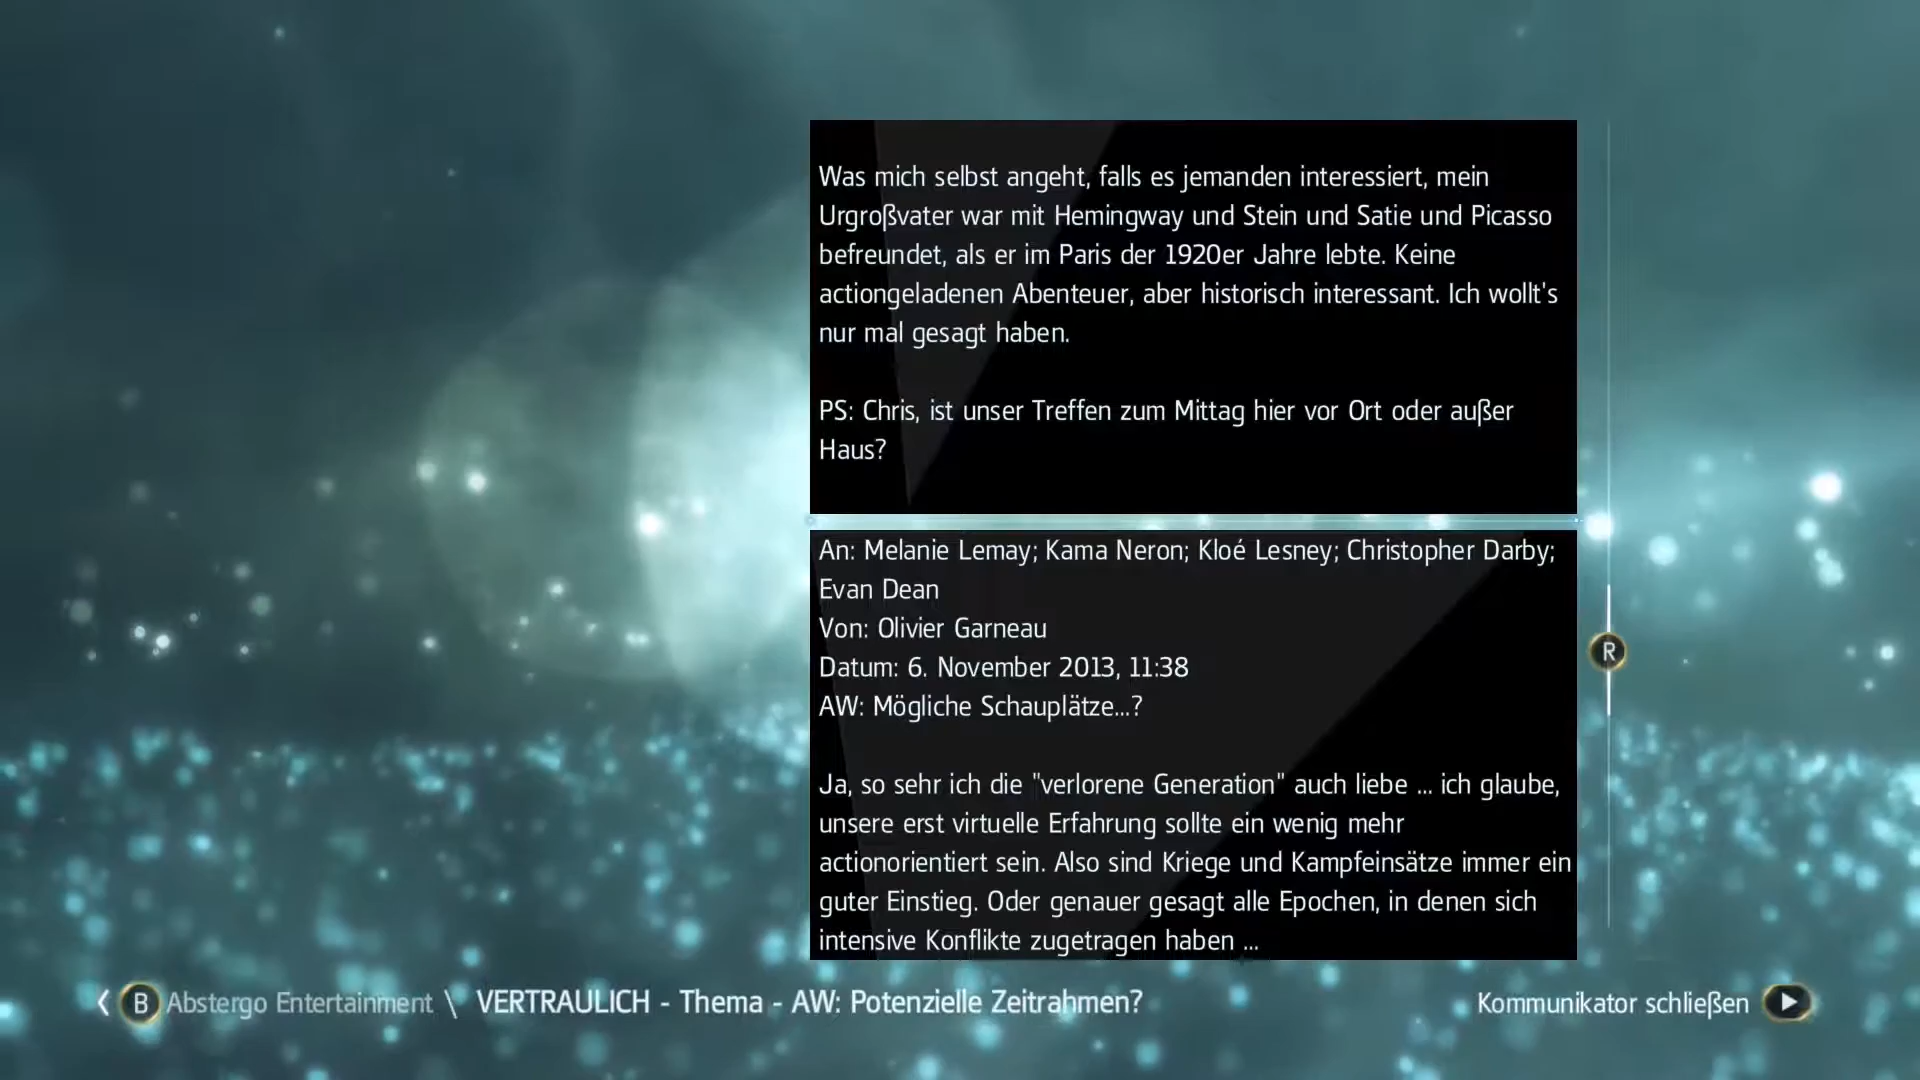 Was mich selbst angeht, falls es jemanden interessiert, mein
Urgroßvater war mit Hemingway und Stein und Satie und Picasso
befreundet, als er im Paris der 1920er Jahre lebte. Keine
actiongeladenen Abenteuer, aber historisch interessant. Ich wollt's
nur mal gesagt haben.
PS: Chris, ist unser Treffen zum Mittag hier vor Ort oder außer
Haus?
An: Melanie Lemay; Kama Neron; Kloé Lesney; Christopher Darby;
Evan Dean
Von: Olivier Garneau
Datum: 6. November 2013, 11:38
AW: Mögliche Schauplätze...?
Ja, so sehr ich die "verlorene Generation" auch liebe ... ich glaube,
unsere erst virtuelle Erfahrung sollte ein wenig mehr
actionorientiert sein. Also sind Kriege und Kampfeinsätze immer ein
guter Einstieg. Oder genauer gesagt alle Epochen, in denen sich
intensive Konflikte zugetragen haben ...
R
B Abstergo Entertainment \ VERTRAULICH - Thema - AW: Potenzielle Zeitrahmen?
Kommunikator schließen